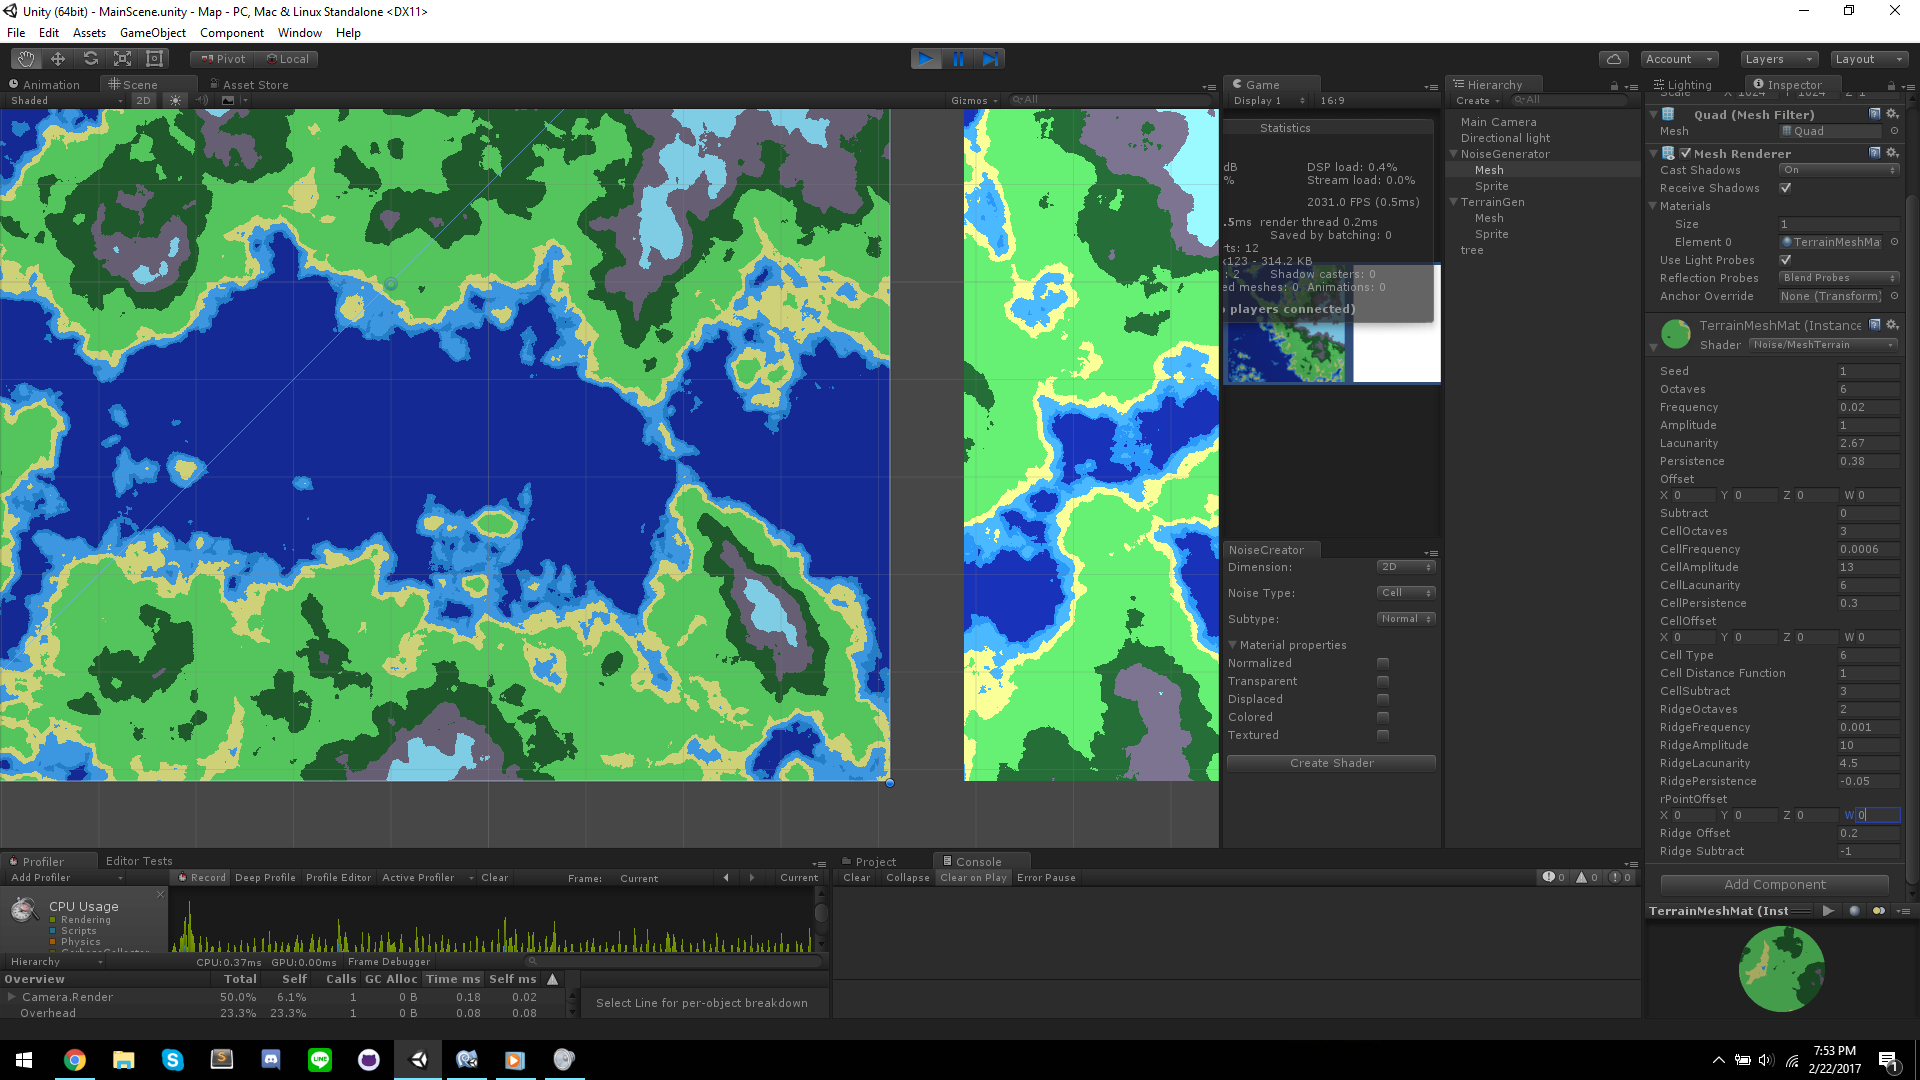 Unity (64bit) - MainScene.unity - Map - PC, Mac & Linux Standalone <DX11>
File Edit Assets GameObject Component Window Help
Pivot Local Account Layers Layout
Animation Scene Asset Store
Shaded 2D Gizmos All
Game
Display 1 16:9
Statistics
dB DSP load: 0.4%
% Stream load: 0.0%
2031.0 FPS (0.5ms)
.5ms render thread 0.2ms
Saved by batching: 0
rts: 12
x123 - 314.2 KB
: 2 Shadow casters: 0
ed meshes: 0 Animations: 0
players connected)
NoiseCreator
Dimension: 2D
Noise Type: Cell
Subtype: Normal
Material properties
Normalized
Transparent
Displaced
Colored
Textured
Create Shader
Hierarchy
Create All
Main Camera
Directional light
NoiseGenerator
Mesh
Sprite
TerrainGen
Mesh
Sprite
tree
Lighting Inspector
Scale X 1024 Y 1024 Z 1
Quad (Mesh Filter)
Mesh Quad
Mesh Renderer
Cast Shadows On
Receive Shadows
Materials
Size 1
Element 0 TerrainMeshMa
Use Light Probes
Reflection Probes Blend Probes
Anchor Override None (Transform)
TerrainMeshMat (Instance
Shader Noise/MeshTerrain
Seed 1
Octaves 6
Frequency 0.02
Amplitude 1
Lacunarity 2.67
Persistence 0.38
Offset
X 0 Y 0 Z 0 W 0
Subtract 0
CellOctaves 3
CellFrequency 0.0006
CellAmplitude 13
CellLacunarity 6
CellPersistence 0.3
CellOffset
X 0 Y 0 Z 0 W 0
Cell Type 6
Cell Distance Function 1
CellSubtract 3
RidgeOctaves 2
RidgeFrequency 0.001
RidgeAmplitude 10
RidgeLacunarity 4.5
RidgePersistence -0.05
rPointOffset
X 0 Y 0 Z 0 W 0
Ridge Offset 0.2
Ridge Subtract -1
Add Component
TerrainMeshMat (Inst
Profiler Editor Tests
Add Profiler Record Deep Profile Profile Editor Active Profiler Clear Frame: Current Current
CPU Usage
Rendering
Scripts
Physics
Hierarchy CPU:0.37ms GPU:0.00ms Frame Debugger
Overview Total Self Calls GC Alloc Time ms Self ms
Camera.Render 50.0% 6.1% 1 0 B 0.18 0.02
Overhead 23.3% 23.3% 1 0 B 0.08 0.08
Select Line for per-object breakdown
Project Console
Clear Collapse Clear on Play Error Pause 0 0 0
7:53 PM
2/22/2017
1